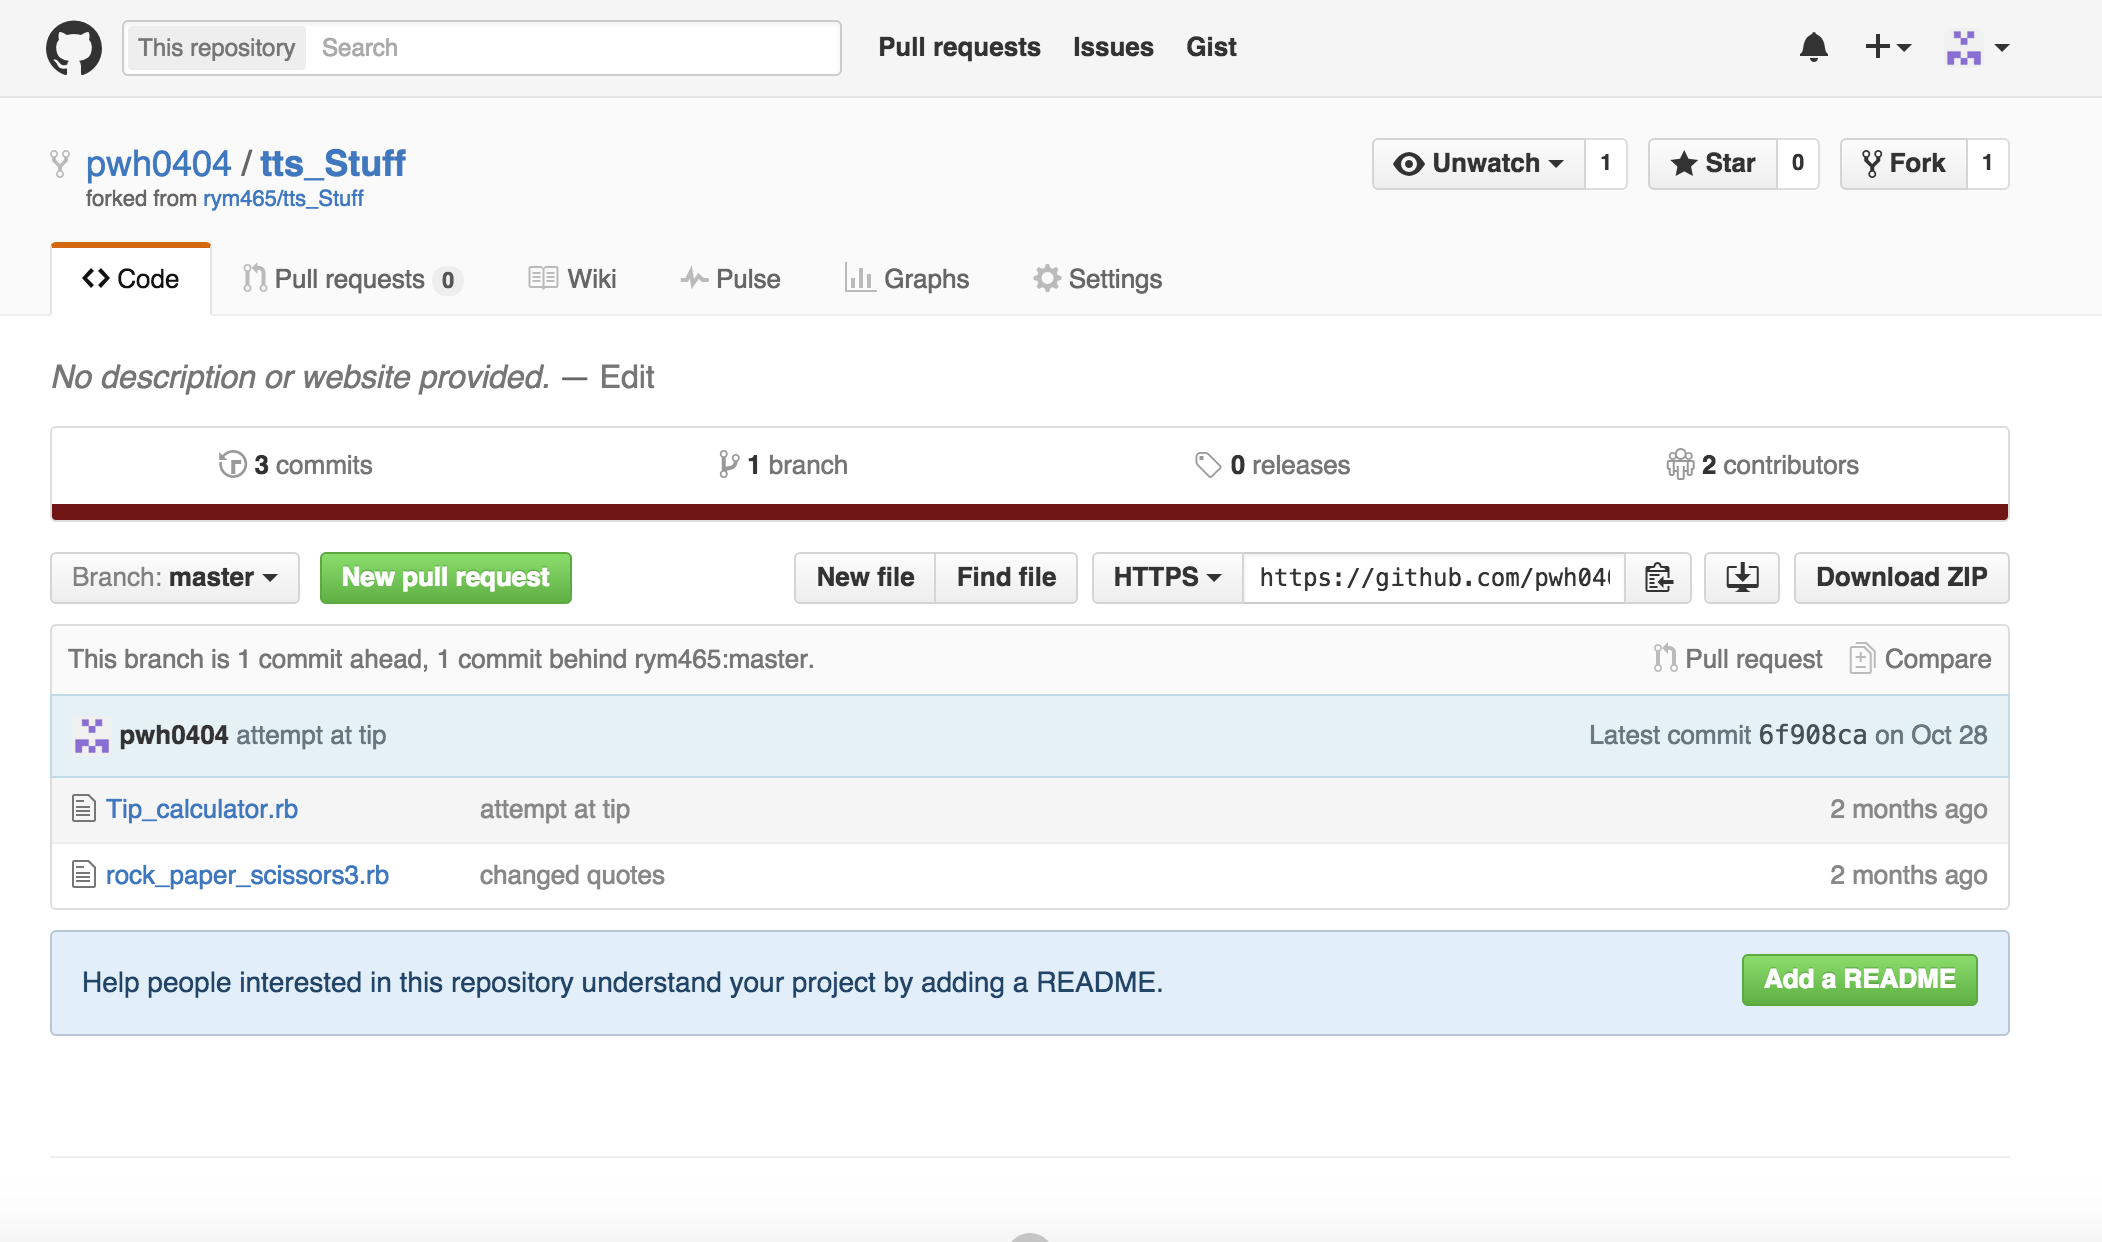 This repository Search Pull requests Issues Gist
pwh0404 / tts_Stuff Unwatch 1 Star 0 Fork 1
forked from rym465/tts_Stuff
Code Pull requests 0 Wiki Pulse Graphs Settings
No description or website provided. — Edit
3 commits 1 branch 0 releases 2 contributors
Branch: master New pull request New file Find file HTTPS https://github.com/pwh04 Download ZIP
This branch is 1 commit ahead, 1 commit behind rym465:master. Pull request Compare
pwh0404 attempt at tip Latest commit 6f908ca on Oct 28
Tip_calculator.rb attempt at tip 2 months ago
rock_paper_scissors3.rb changed quotes 2 months ago
Help people interested in this repository understand your project by adding a README. Add a README